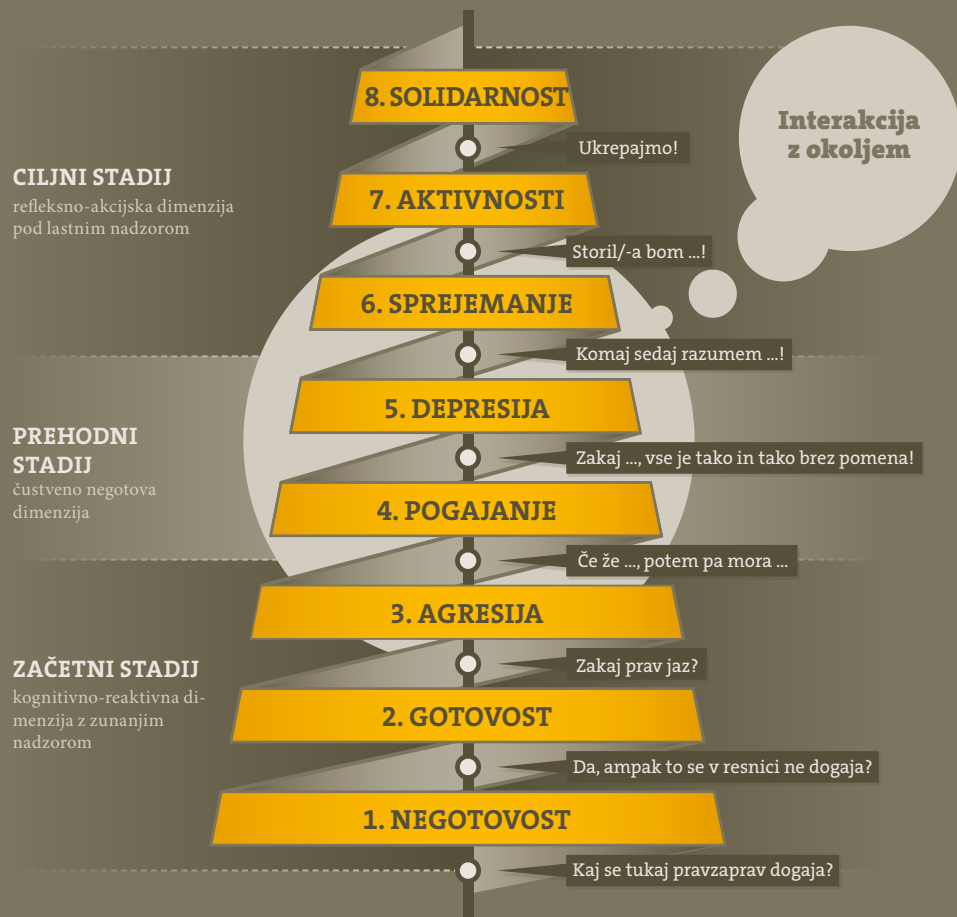 8. SOLIDARNOST
Interakcija
z okoljem
Ukrepajmo!
CILJNI STADIJ
refleksno-akcijska dimenzija
pod lastnim nadzorom
7. AKTIVNOSTI
Storil/-a bom ...!
6. SPREJEMANJE
Komaj sedaj razumem ...!
5. DEPRESIJA
PREHODNI
STADIJ
čustveno negotova
dimenzija
Zakaj ..., vse je tako in tako brez pomena!
4. POGAJANJE
Če že ..., potem pa mora ...
3. AGRESIJA
Zakaj prav jaz?
ZAČETNI STADIJ
kognitivno-reaktivna di-
menzija z zunanjim
nadzorom
2. GOTOVOST
Da, ampak to se v resnici ne dogaja?
1. NEGOTOVOST
Kaj se tukaj pravzaprav dogaja?